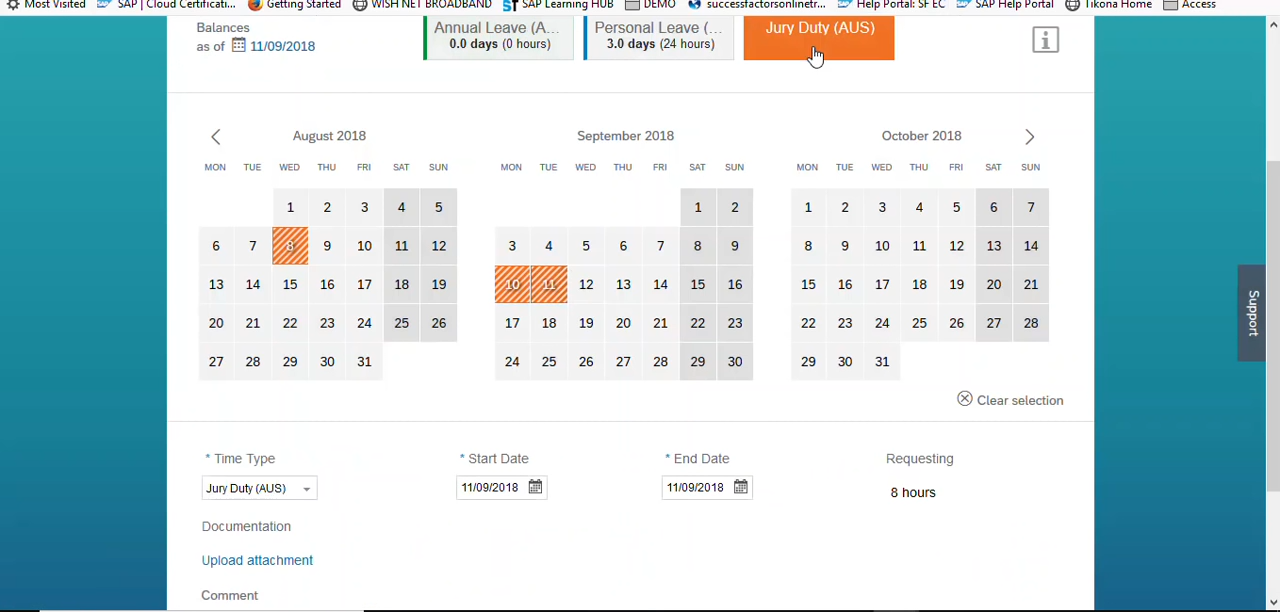 Most Visited SAP | Cloud Certificati... Getting Started WISH NET BROADBAND SAP Learning HUB DEMO successfactorsonlinetr... Help Portal: SF EC SAP Help Portal Tikona Home Access
Balances
as of 11/09/2018
Annual Leave (A...
0.0 days (0 hours)
Personal Leave (...
3.0 days (24 hours)
Jury Duty (AUS)
August 2018 September 2018 October 2018
MON TUE WED THU FRI SAT SUN MON TUE WED THU FRI SAT SUN MON TUE WED THU FRI SAT SUN
1 2 3 4 5 1 2 1 2 3 4 5 6 7
6 7 8 9 10 11 12 3 4 5 6 7 8 9 8 9 10 11 12 13 14
13 14 15 16 17 18 19 10 11 12 13 14 15 16 15 16 17 18 19 20 21
20 21 22 23 24 25 26 17 18 19 20 21 22 23 22 23 24 25 26 27 28
27 28 29 30 31 24 25 26 27 28 29 30 29 30 31
Clear selection
* Time Type * Start Date * End Date Requesting
Jury Duty (AUS) 11/09/2018 11/09/2018 8 hours
Documentation
Upload attachment
Comment
Support